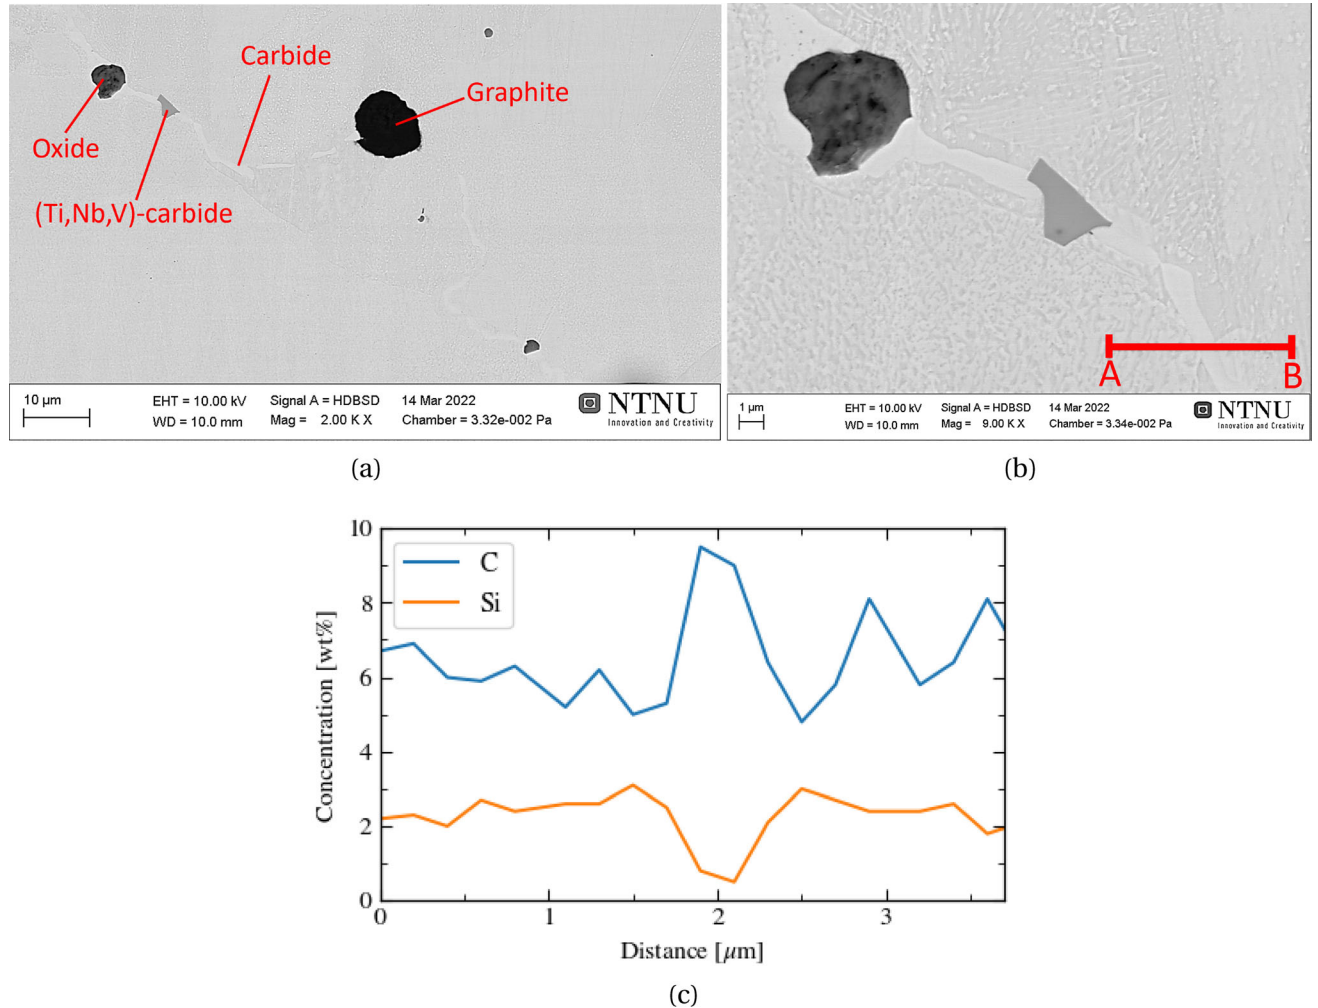 Carbide
Graphite
Oxide
(Ti,Nb,V)-carbide
10 µm
EHT = 10.00 kV
WD = 10.0 mm
Signal A = HDBSD
Mag = 2.00 K X
14 Mar 2022
Chamber = 3.32e-002 Pa
NTNU
Innovation and Creativity
(a)
A
B
1 µm
EHT = 10.00 kV
WD = 10.0 mm
Signal A = HDBSD
Mag = 9.00 K X
14 Mar 2022
Chamber = 3.34e-002 Pa
NTNU
Innovation and Creativity
(b)
10
8
6
4
2
0
Concentration [wt%]
C
Si
0
1
2
3
Distance [µm]
(c)